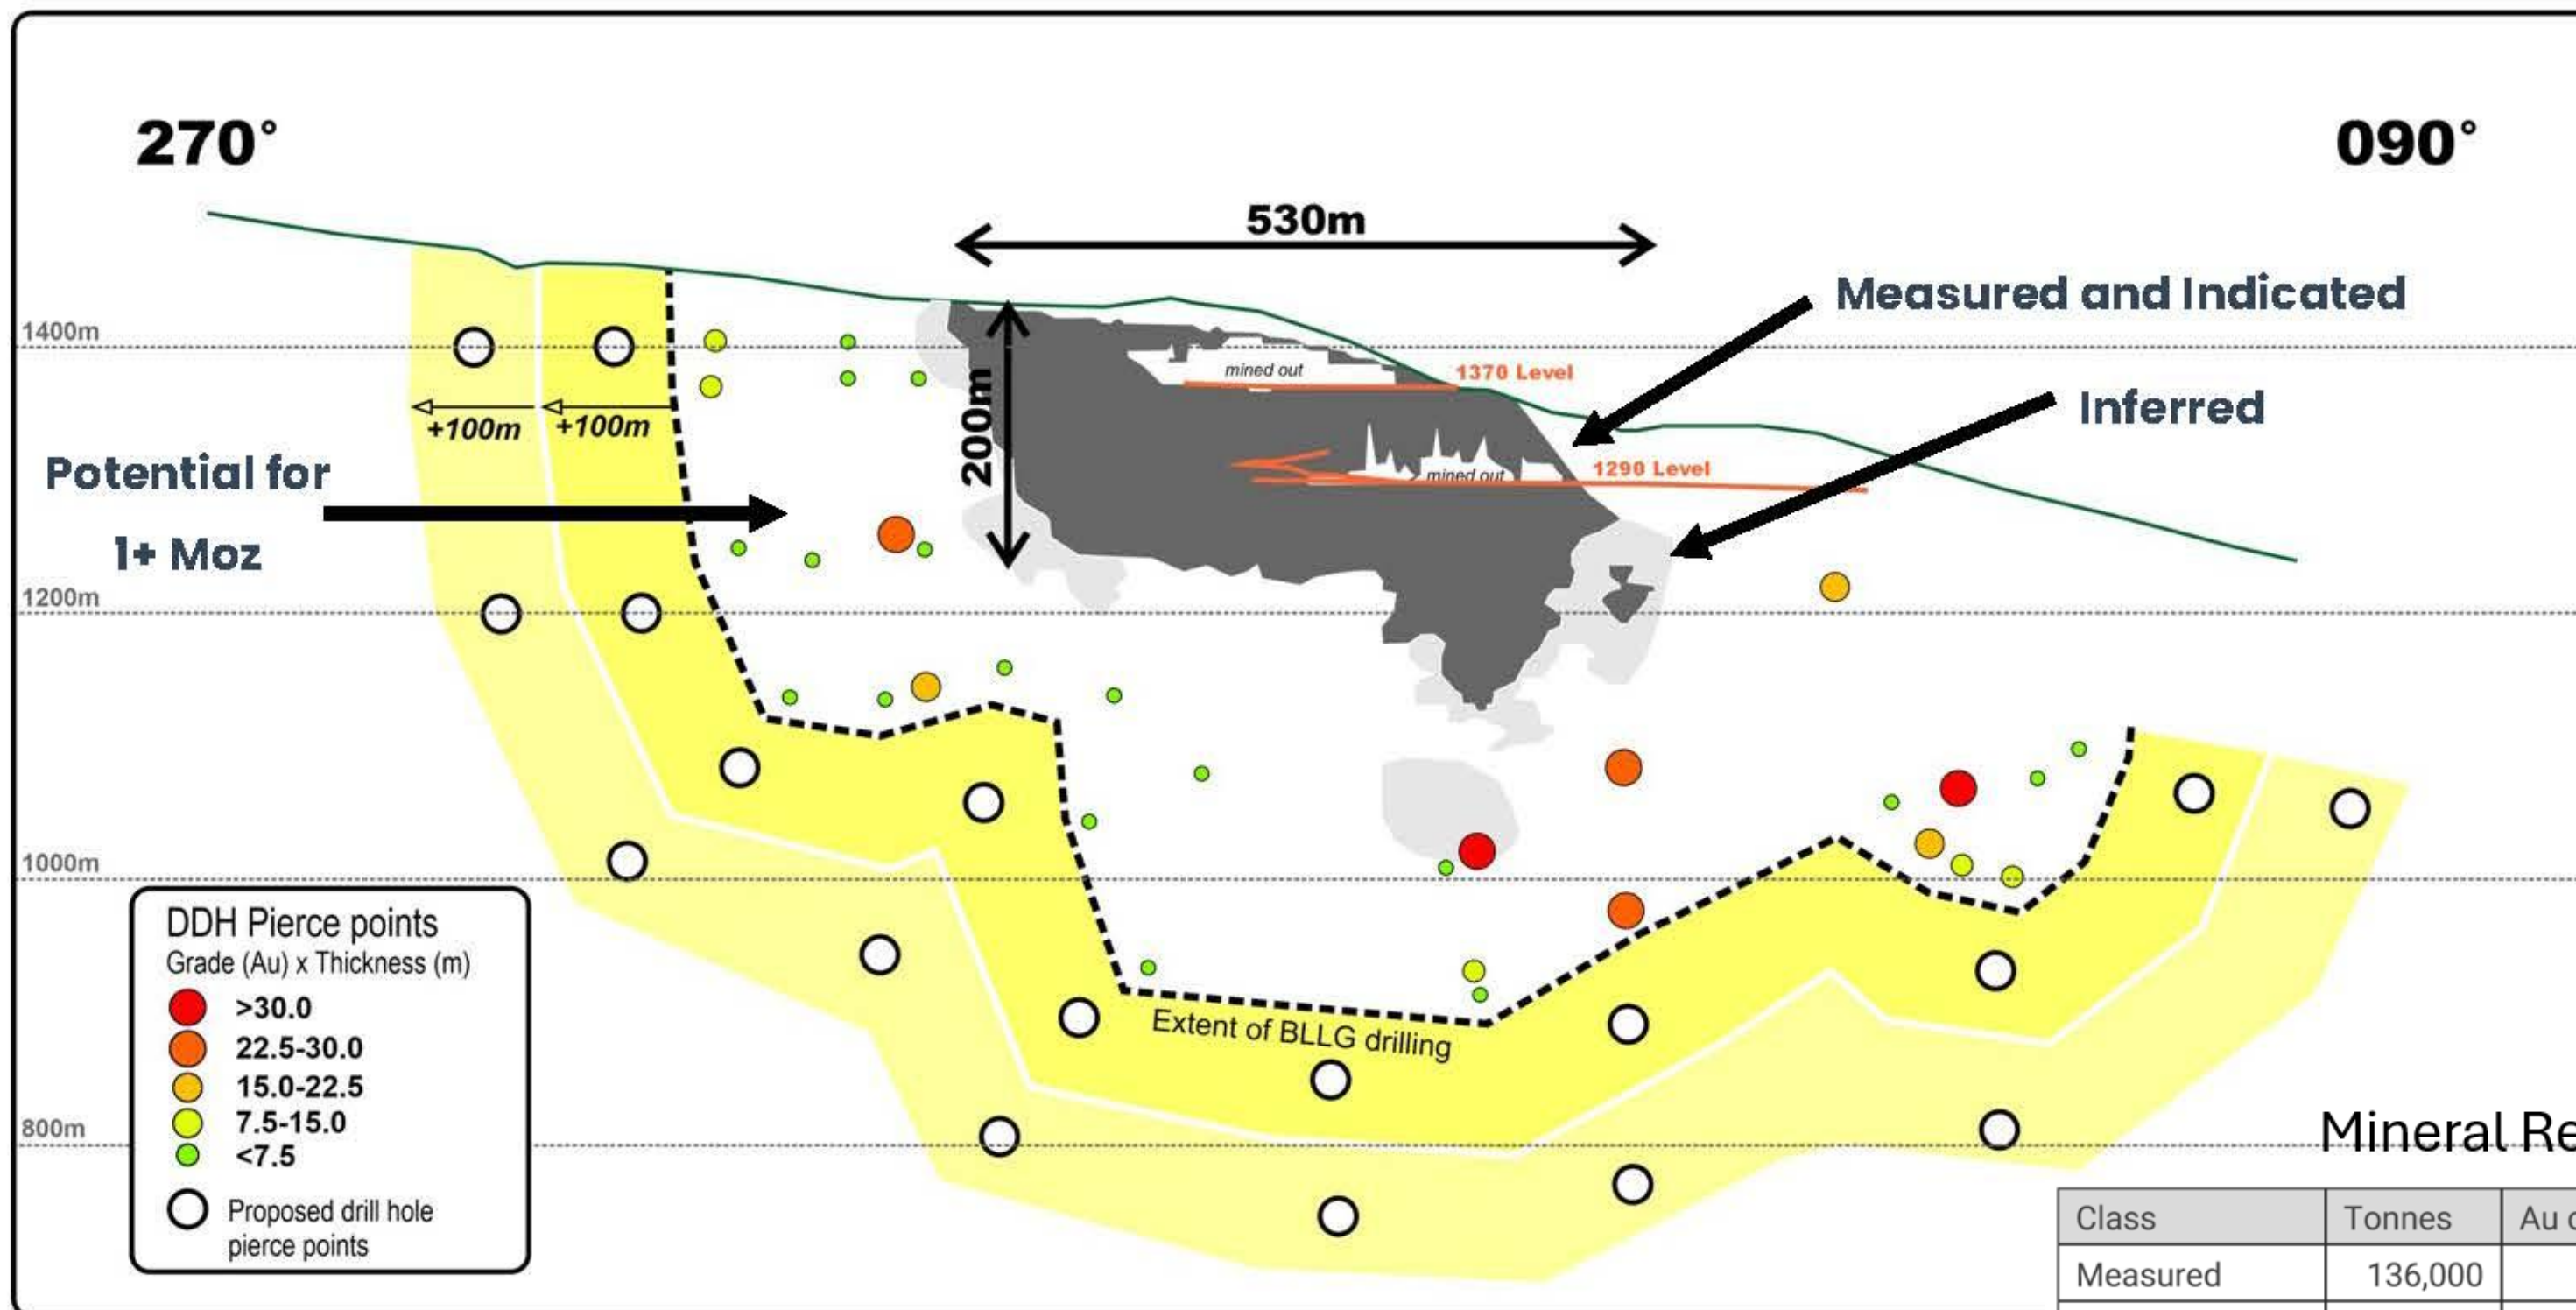 270°
090°
530m
Measured and Indicated
1400m
mined out
1370 Level
200m
Inferred
+100m
+100m
Potential for
1+ Moz
mined out
1290 Level
1200m
1000m
DDH Pierce points
Grade (Au) x Thickness (m)
>30.0
22.5-30.0
15.0-22.5
7.5-15.0
<7.5
Proposed drill hole
pierce points
Extent of BLLG drilling
800m
Mineral Re
Class
Tonnes
Au
Measured
136,000